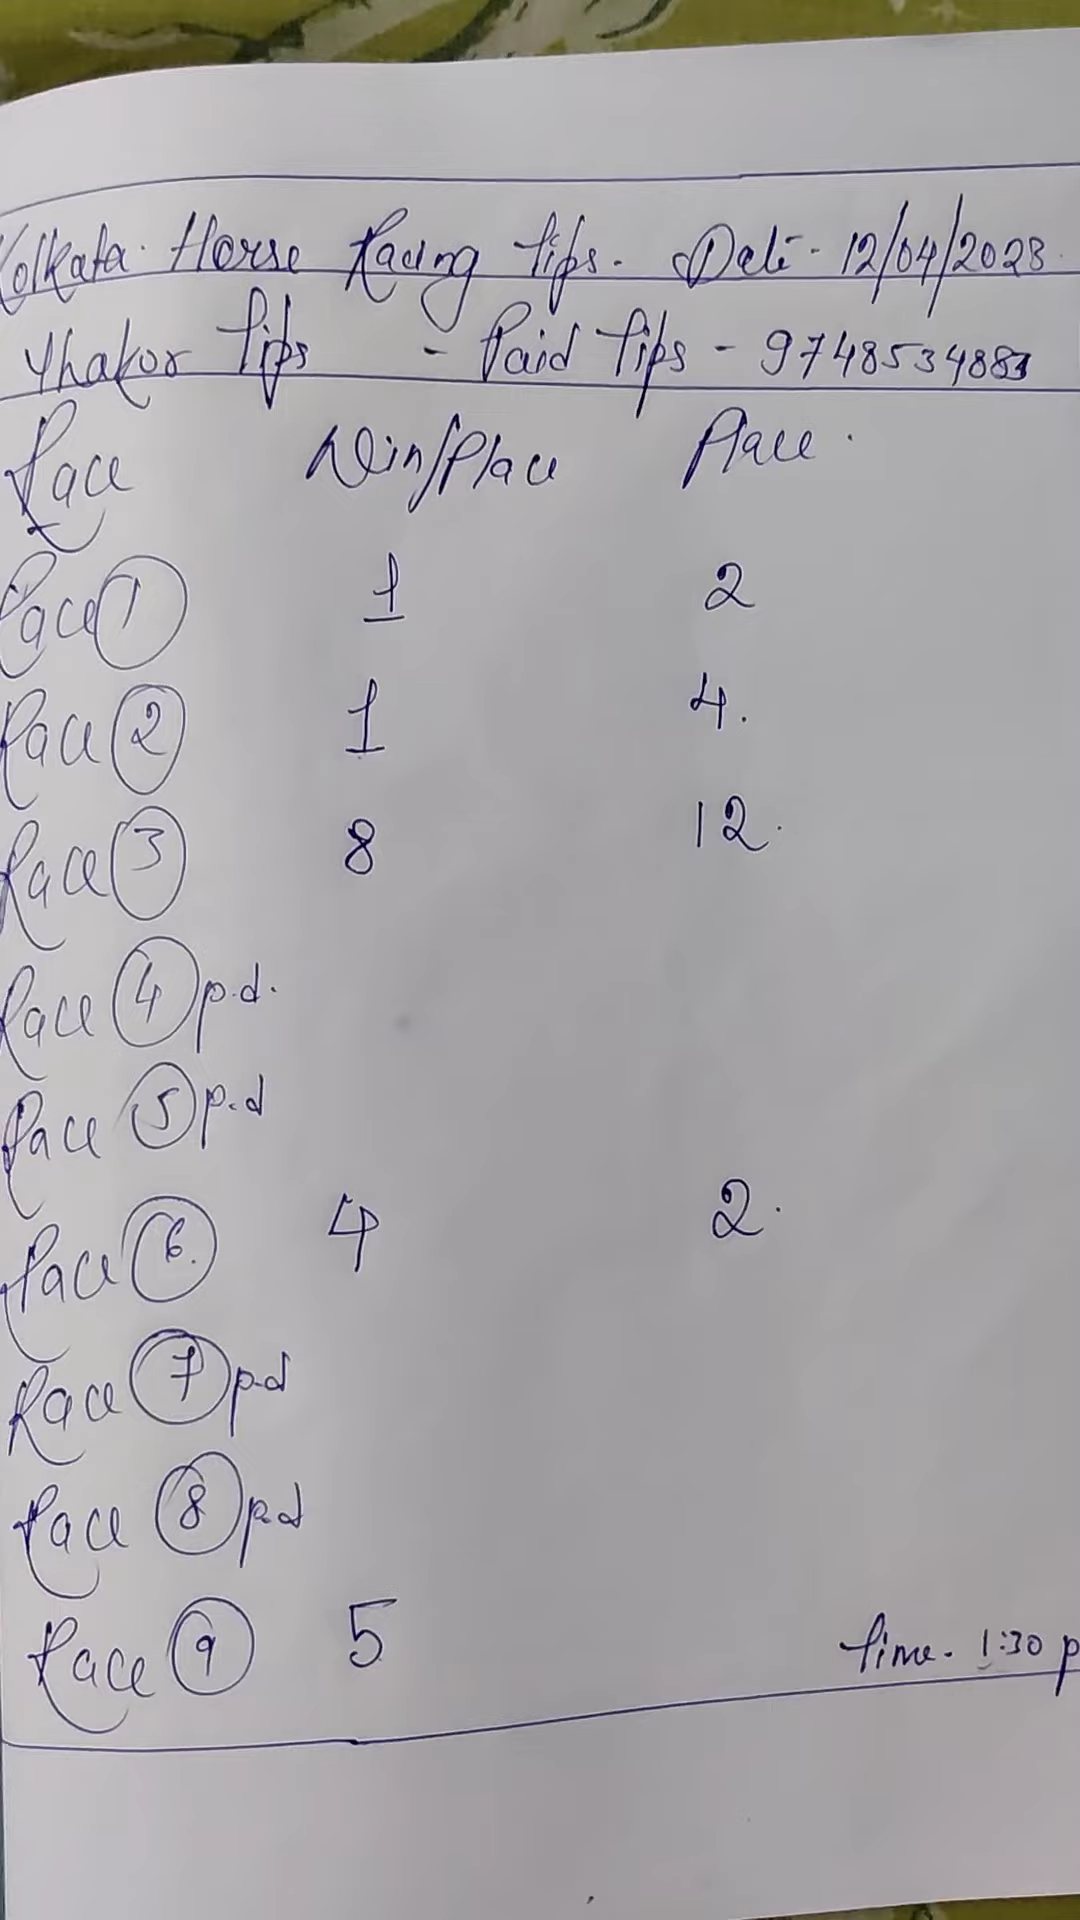 Kolkata Horse Racing Tips. Date - 12/04/2023
Thakor Tips - Paid Tips - 9748534883
Race Win/Place Place.
Race 1 1 2
Race 2 1 4.
Race 3 8 12.
Race 4 p.d.
Race 5 p.d
Race 6. 4 2.
Race 7 p.d
Race 8 p.d
Race 9 5 Time - 1:30 p